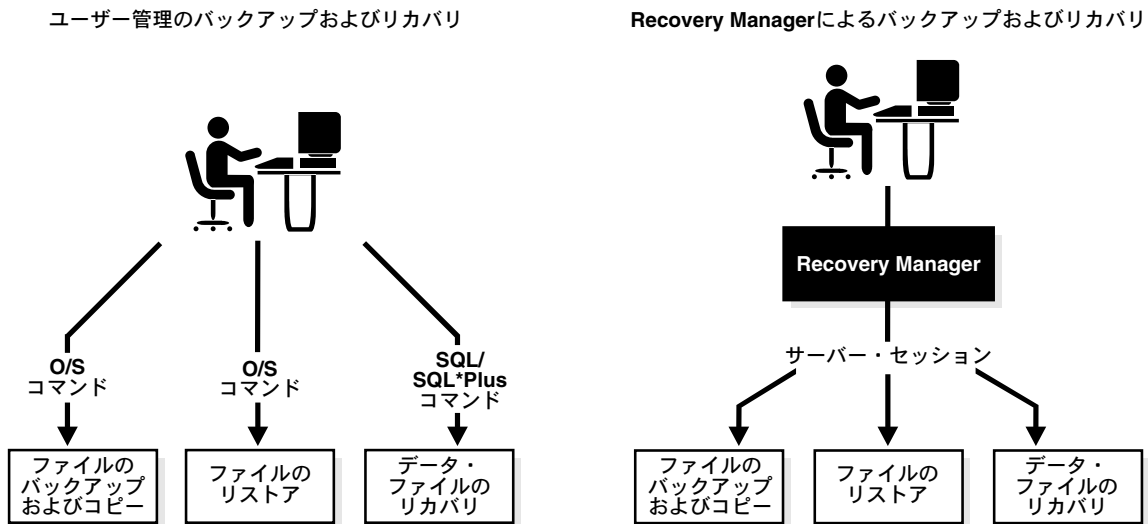 ユーザー管理のバックアップおよびリカバリ
O/S
コマンド
O/S
コマンド
SQL/
SQL*Plus
コマンド
ファイルの
バックアップ
およびコピー
ファイルの
リストア
データ・
ファイルの
リカバリ
Recovery Managerによるバックアップおよびリカバリ
Recovery Manager
サーバー・セッション
ファイルの
バックアップ
およびコピー
ファイルの
リストア
データ・
ファイルの
リカバリ